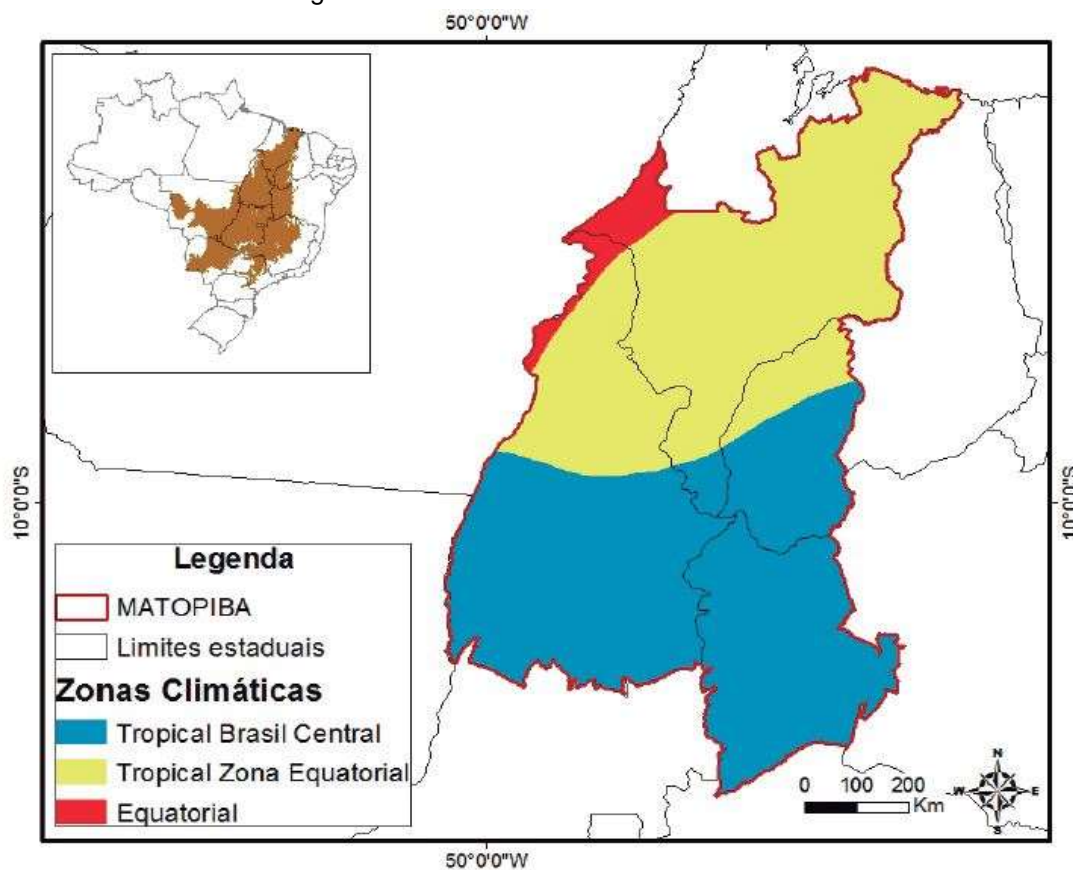 50°0'0"W
10°0'0"S
10°0'0"S
Legenda
MATOPIBA
Limites estaduais
Zonas Climáticas
Tropical Brasil Central
Tropical Zona Equatorial
Equatorial
N
W E
S
0 100 200
Km
50°0'0"W